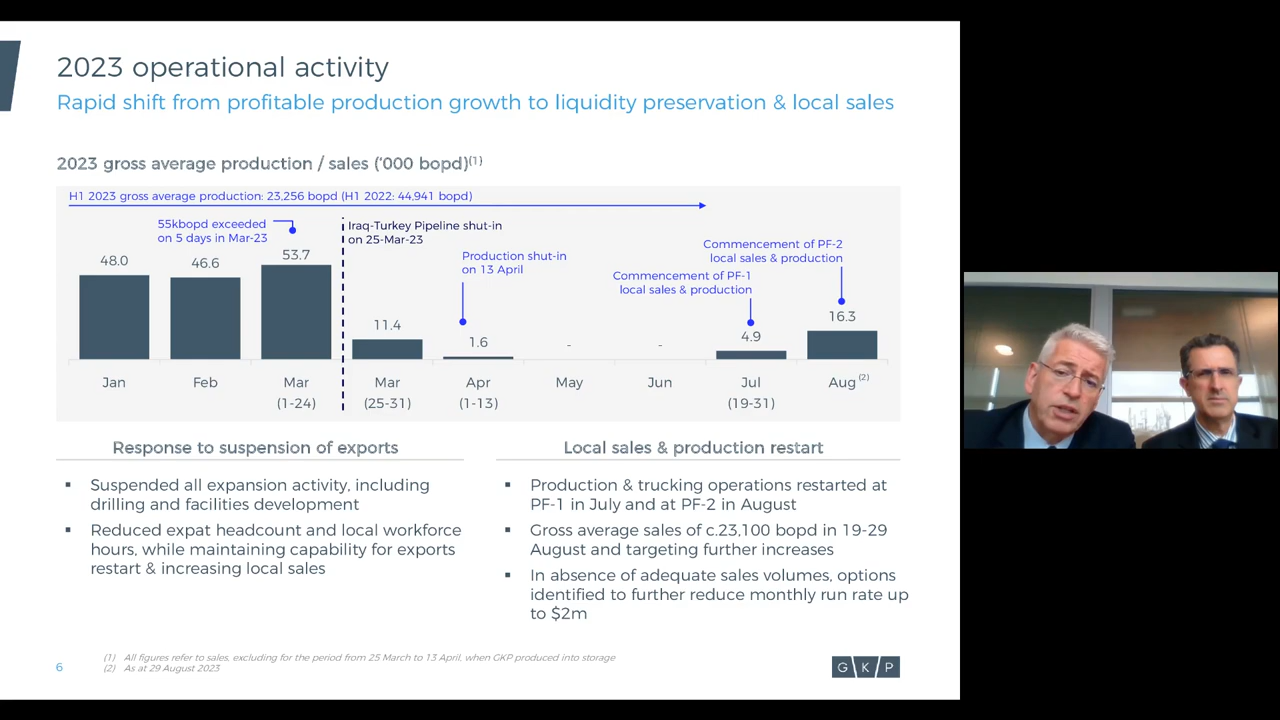 2023 operational activity
Rapid shift from profitable production growth to liquidity preservation & local sales
2023 gross average production / sales ('000 bopd)(1)
H1 2023 gross average production: 23,256 bopd (H1 2022: 44,941 bopd)
55kbopd exceeded
on 5 days in Mar-23
Iraq-Turkey Pipeline shut-in
on 25-Mar-23
Production shut-in
on 13 April
Commencement of PF-1
local sales & production
Commencement of PF-2
local sales & production
48.0 46.6 53.7 11.4 1.6 - - 4.9 16.3
Jan Feb Mar Mar Apr May Jun Jul Aug (2)
(1-24) (25-31) (1-13) (19-31)
Response to suspension of exports
▪ Suspended all expansion activity, including
drilling and facilities development
▪ Reduced expat headcount and local workforce
hours, while maintaining capability for exports
restart & increasing local sales
Local sales & production restart
▪ Production & trucking operations restarted at
PF-1 in July and at PF-2 in August
▪ Gross average sales of c.23,100 bopd in 19-29
August and targeting further increases
▪ In absence of adequate sales volumes, options
identified to further reduce monthly run rate up
to $2m
6
(1) All figures refer to sales, excluding for the period from 25 March to 13 April, when GKP produced into storage
(2) As at 29 August 2023
G K P